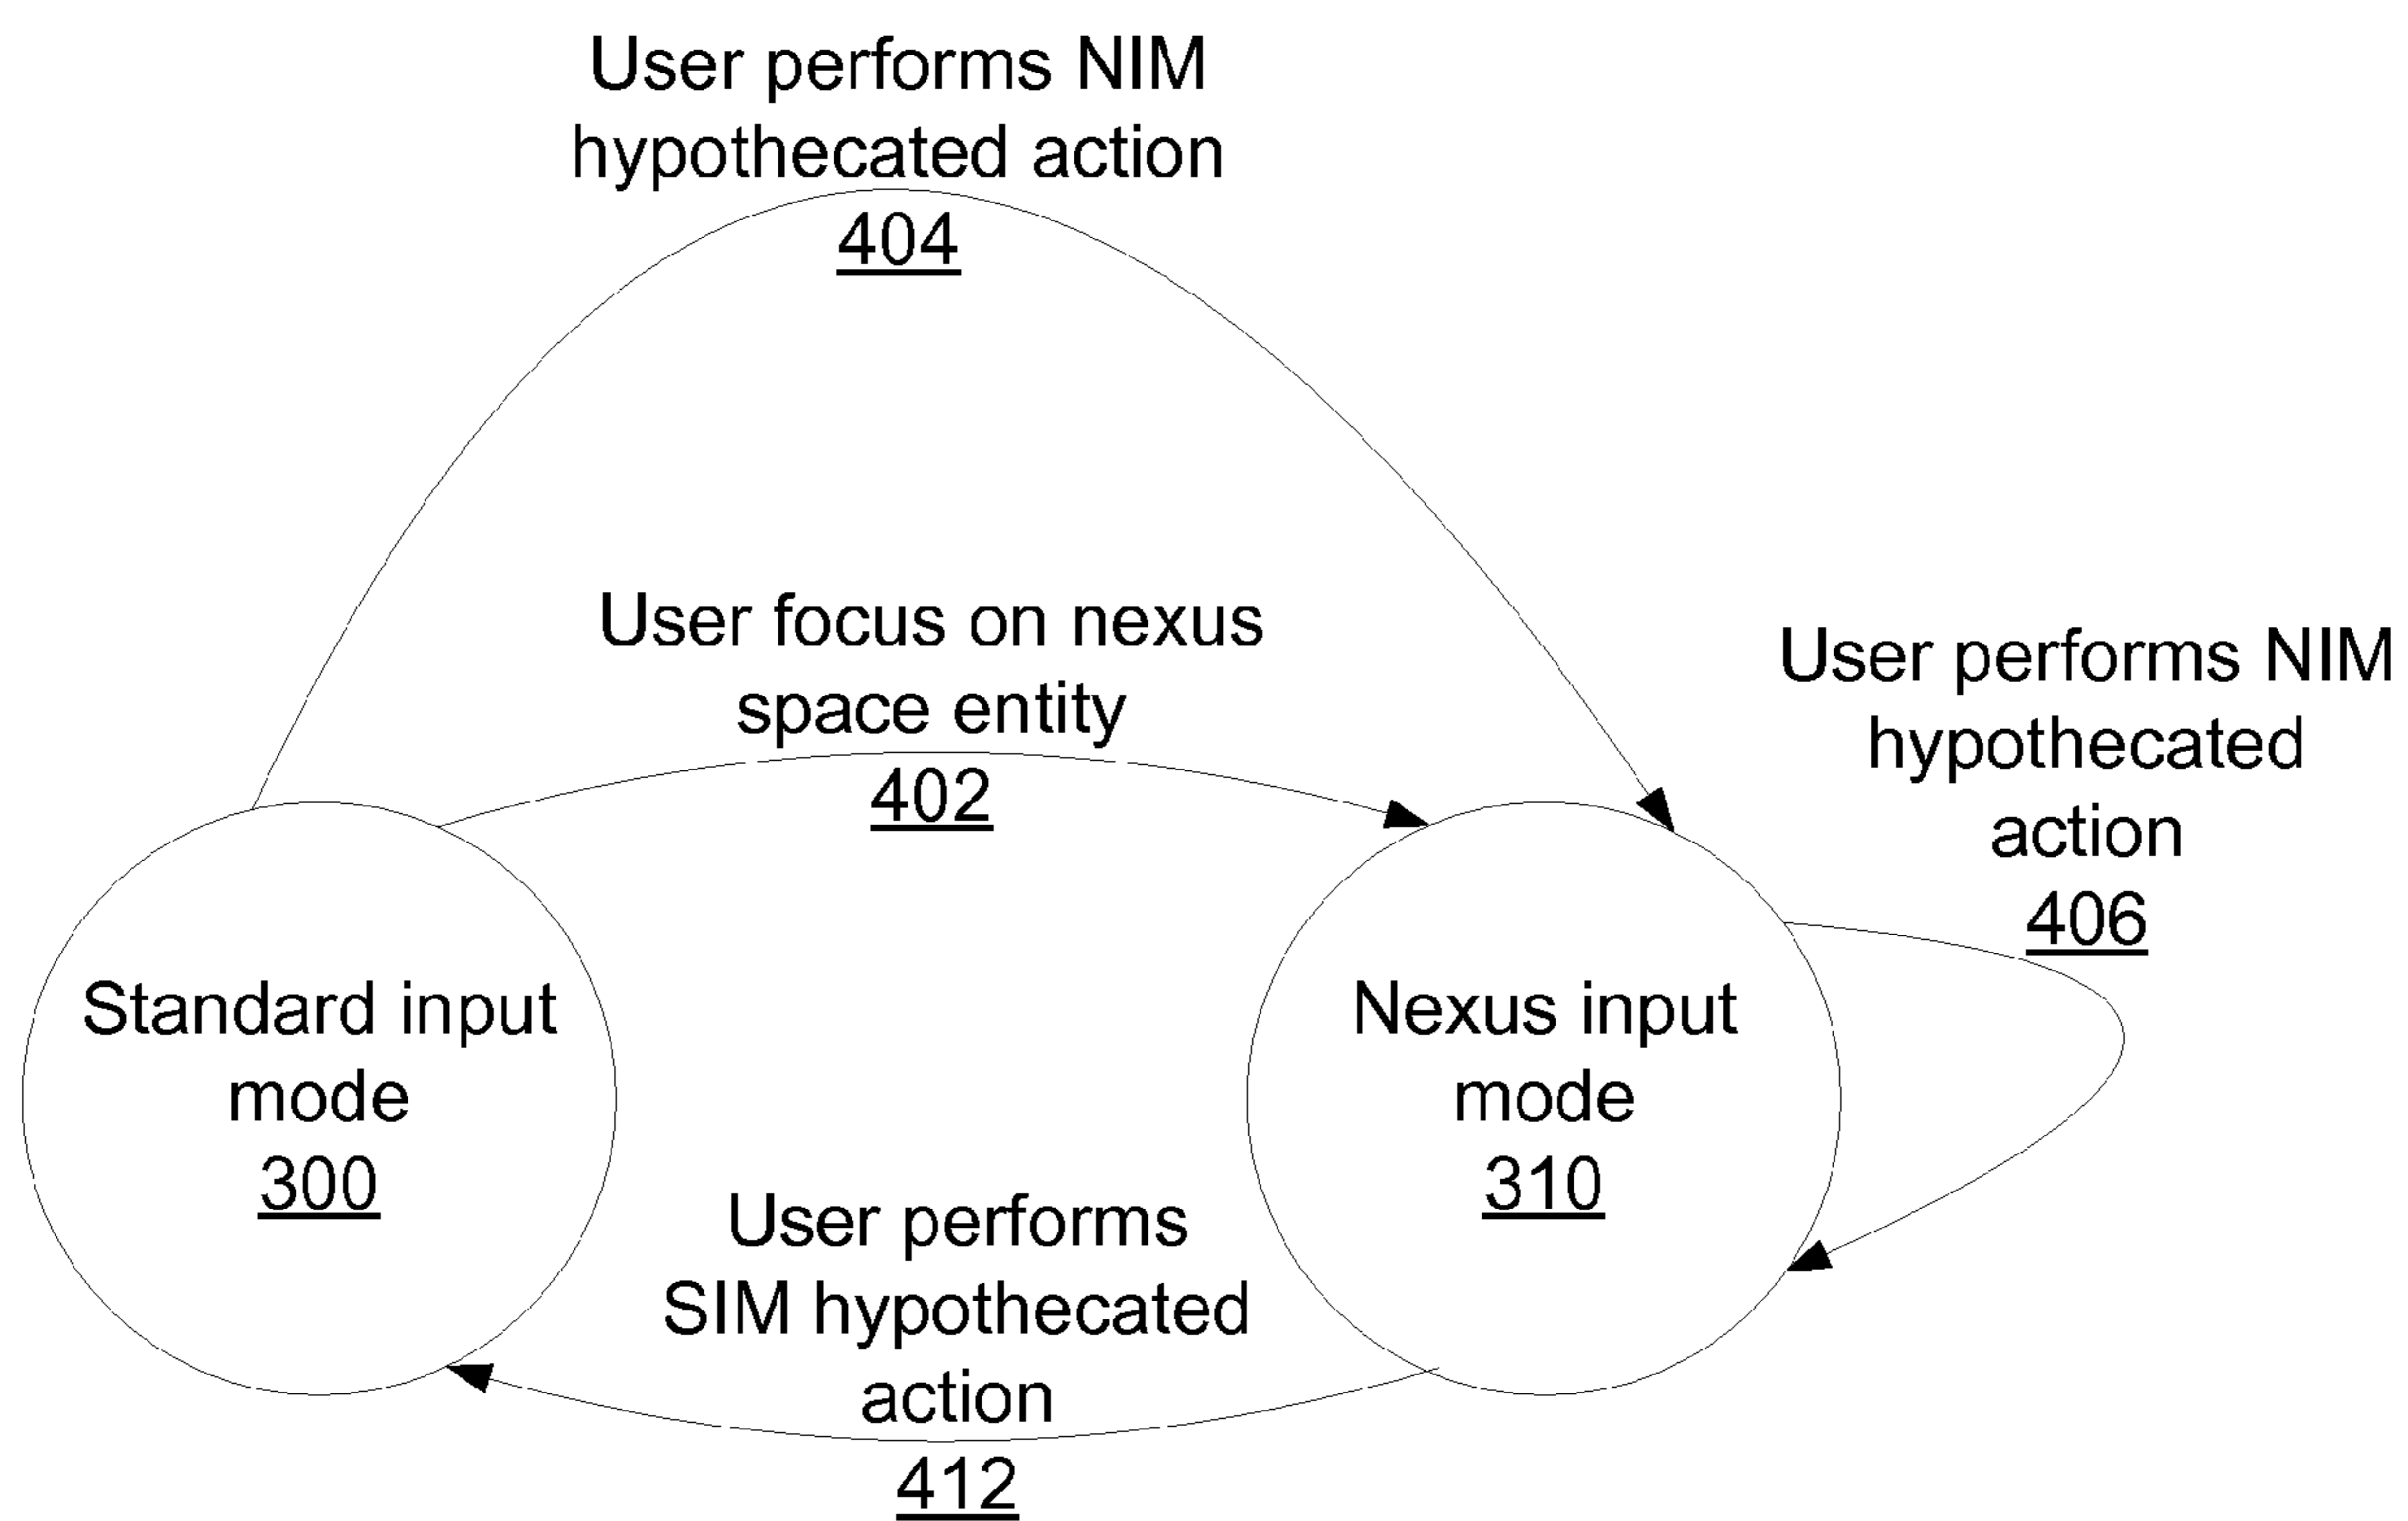 User performs NIM
hypothecated action
404
User focus on nexus
space entity
402
User performs NIM
hypothecated
action
406
Standard input
mode
300
Nexus input
mode
310
User performs
SIM hypothecated
action
412